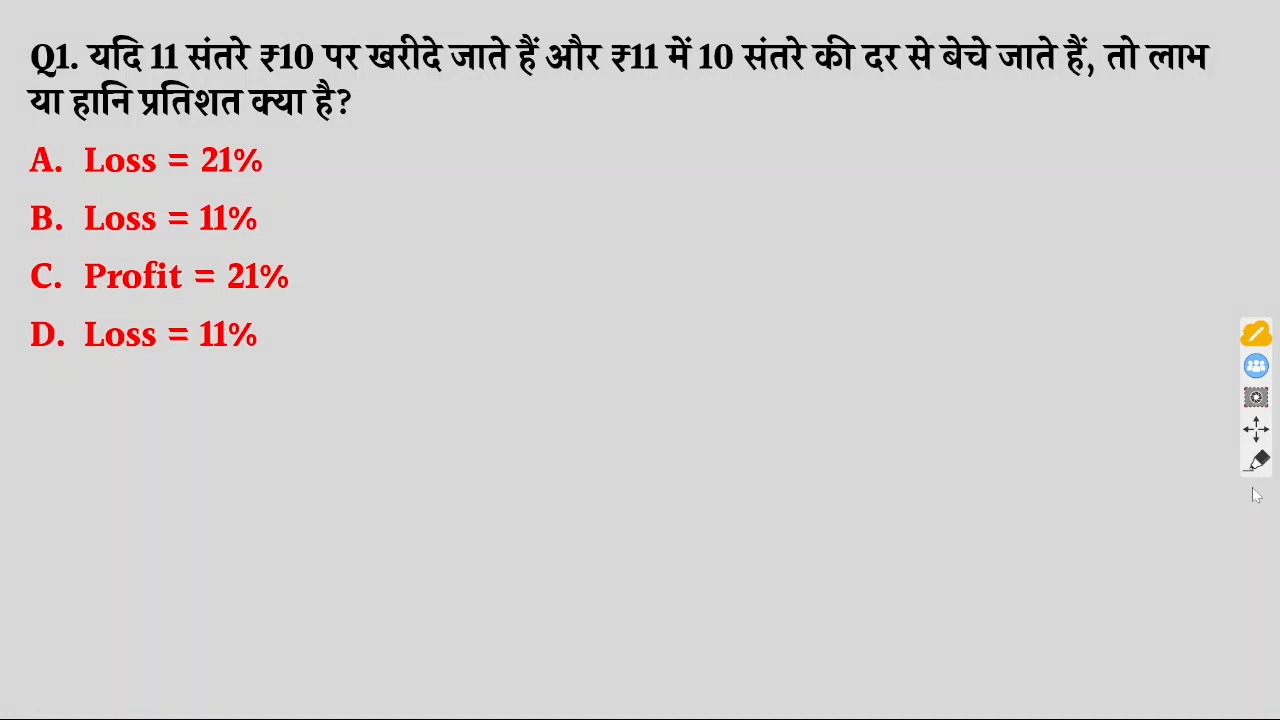 Q1. यदि 11 संतरे ₹10 पर खरीदे जाते हैं और ₹11 में 10 संतरे की दर से बेचे जाते हैं, तो लाभ
या हानि प्रतिशत क्या है?
A. Loss = 21%
B. Loss = 11%
C. Profit = 21%
D. Loss = 11%